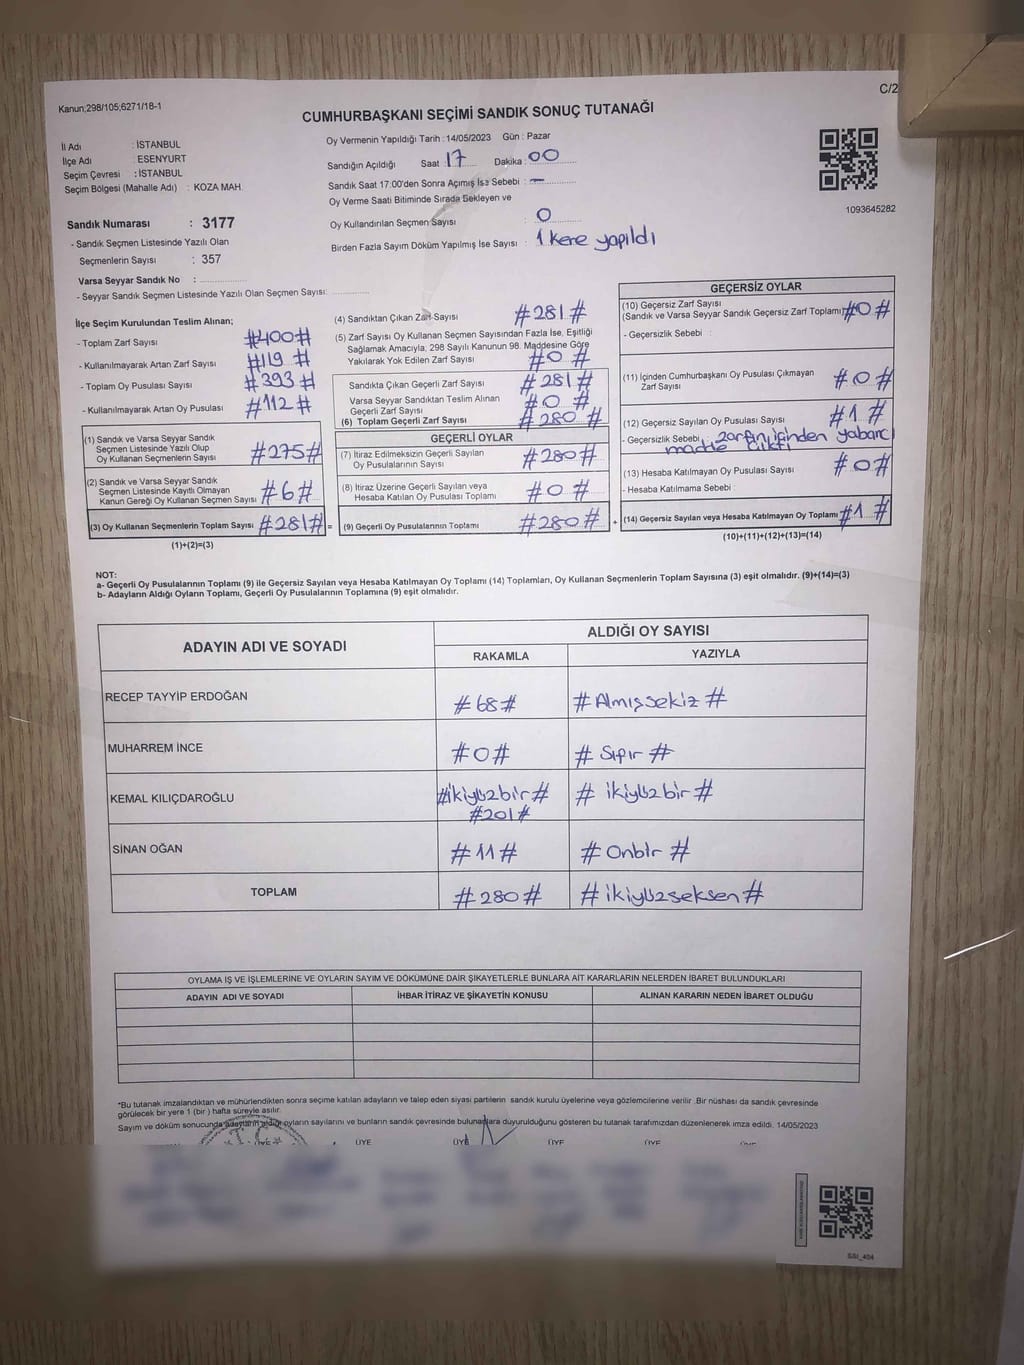 Kanun;298/105;6271/18-1
C/2
CUMHURBAŞKANI SEÇİMİ SANDIK SONUÇ TUTANAĞI
İl Adı : İSTANBUL
İlçe Adı : ESENYURT
Seçim Çevresi : İSTANBUL
Seçim Bölgesi (Mahalle Adı) : KOZA MAH.
Sandık Numarası : 3177
- Sandık Seçmen Listesinde Yazılı Olan
Seçmenlerin Sayısı : 357
Varsa Seyyar Sandık No :
- Seyyar Sandık Seçmen Listesinde Yazılı Olan Seçmen Sayısı:
Oy Vermenin Yapıldığı Tarih : 14/05/2023 Gün : Pazar
Sandığın Açıldığı Saat 17 Dakika : 00
Sandık Saat 17:00'den Sonra Açımış İse Sebebi : —
Oy Verme Saati Bitiminde Sırada Bekleyen ve
Oy Kullandırılan Seçmen Sayısı : 0
Birden Fazla Sayım Döküm Yapılmış İse Sayısı : 1 kere yapıldı
1093645282
İlçe Seçim Kurulundan Teslim Alınan;
- Toplam Zarf Sayısı #400#
- Kullanılmayarak Artan Zarf Sayısı #119 #
- Toplam Oy Pusulası Sayısı #393#
- Kullanılmayarak Artan Oy Pusulası #112#
(1) Sandık ve Varsa Seyyar Sandık
Seçmen Listesinde Yazılı Olup
Oy Kullanan Seçmenlerin Sayısı #275#
(2) Sandık ve Varsa Seyyar Sandık
Seçmen Listesinde Kayıtlı Olmayan
Kanun Gereği Oy Kullanan Seçmen Sayısı #6#
(3) Oy Kullanan Seçmenlerin Toplam Sayısı #281# =
(1)+(2)=(3)
(4) Sandıktan Çıkan Zarf Sayısı #281#
(5) Zarf Sayısı Oy Kullanan Seçmen Sayısından Fazla İse, Eşitliği
Sağlamak Amacıyla, 298 Sayılı Kanunun 98. Maddesine Göre
Yakılarak Yok Edilen Zarf Sayısı #0 #
Sandıkta Çıkan Geçerli Zarf Sayısı #281#
Varsa Seyyar Sandıktan Teslim Alınan
Geçerli Zarf Sayısı #0 #
(6) Toplam Geçerli Zarf Sayısı # 280 #
GEÇERLİ OYLAR
(7) İtiraz Edilmeksizin Geçerli Sayılan
Oy Pusulalarının Sayısı #280#
(8) İtiraz Üzerine Geçerli Sayılan veya
Hesaba Katılan Oy Pusulası Toplamı #0 #
(9) Geçerli Oy Pusulalarının Toplamı #280 # +
GEÇERSİZ OYLAR
(10) Geçersiz Zarf Sayısı
(Sandık ve Varsa Seyyar Sandık Geçersiz Zarf Toplamı) #0 #
- Geçersizlik Sebebi :
(11) İçinden Cumhurbaşkanı Oy Pusulası Çıkmayan
Zarf Sayısı #0 #
(12) Geçersiz Sayılan Oy Pusulası Sayısı #1 #
- Geçersizlik Sebebi : zarfın içinden yabancı
madde çıktı
(13) Hesaba Katılmayan Oy Pusulası Sayısı #0#
- Hesaba Katılmama Sebebi :
(14) Geçersiz Sayılan veya Hesaba Katılmayan Oy Toplamı #1 #
(10)+(11)+(12)+(13)=(14)
NOT:
a- Geçerli Oy Pusulalarının Toplamı (9) ile Geçersiz Sayılan veya Hesaba Katılmayan Oy Toplamı (14) Toplamları, Oy Kullanan Seçmenlerin Toplam Sayısına (3) eşit olmalıdır. (9)+(14)=(3)
b- Adayların Aldığı Oyların Toplamı, Geçerli Oy Pusulalarının Toplamına (9) eşit olmalıdır.
ADAYIN ADI VE SOYADI
ALDIĞI OY SAYISI
RAKAMLA YAZIYLA
RECEP TAYYİP ERDOĞAN #68# #Almışsekiz #
MUHARREM İNCE #0# # Sıfır #
KEMAL KILIÇDAROĞLU #ikiyüzbir# # ikiyüzbir #
#201#
SİNAN OĞAN #11# #Onbir #
TOPLAM #280# #ikiyüzseksen#
OYLAMA İŞ VE İŞLEMLERİNE VE OYLARIN SAYIM VE DÖKÜMÜNE DAİR ŞİKAYETLERLE BUNLARA AİT KARARLARIN NELERDEN İBARET BULUNDUKLARI
ADAYIN ADI VE SOYADI İHBAR İTİRAZ VE ŞİKAYETİN KONUSU ALINAN KARARIN NEDEN İBARET OLDUĞU
*Bu tutanak imzalandıktan ve mühürlendikten sonra seçime katılan adayların ve talep eden siyasi partilerin sandık kurulu üyelerine veya gözlemcilerine verilir. Bir nüshası da sandık çevresinde
görülecek bir yere 1 (bir) hafta süreyle asılır.
Sayım ve döküm sonucunda adayların aldığı oyların sayılarını ve bunların sandık çevresinde bulunanlara duyurulduğunu gösteren bu tutanak tarafımızdan düzenlenerek imza edildi. 14/05/2023
T.C.
ÜYE ÜYE ÜYE ÜYE
SSI_404